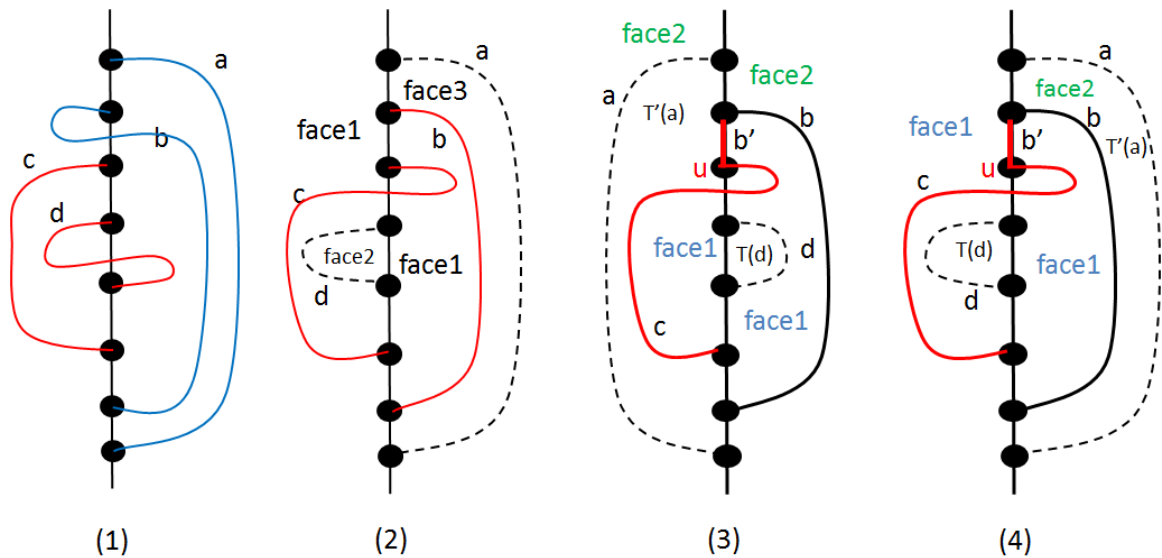 a
b
c
d
(1)
a
face3
face1
b
c
face2
face1
d
(2)
face2
face2
a
T'(a)
b
b'
u
face1
T(d)
d
face1
c
(3)
a
face2
face1
b
b'
T'(a)
u
c
T(d)
face1
d
(4)